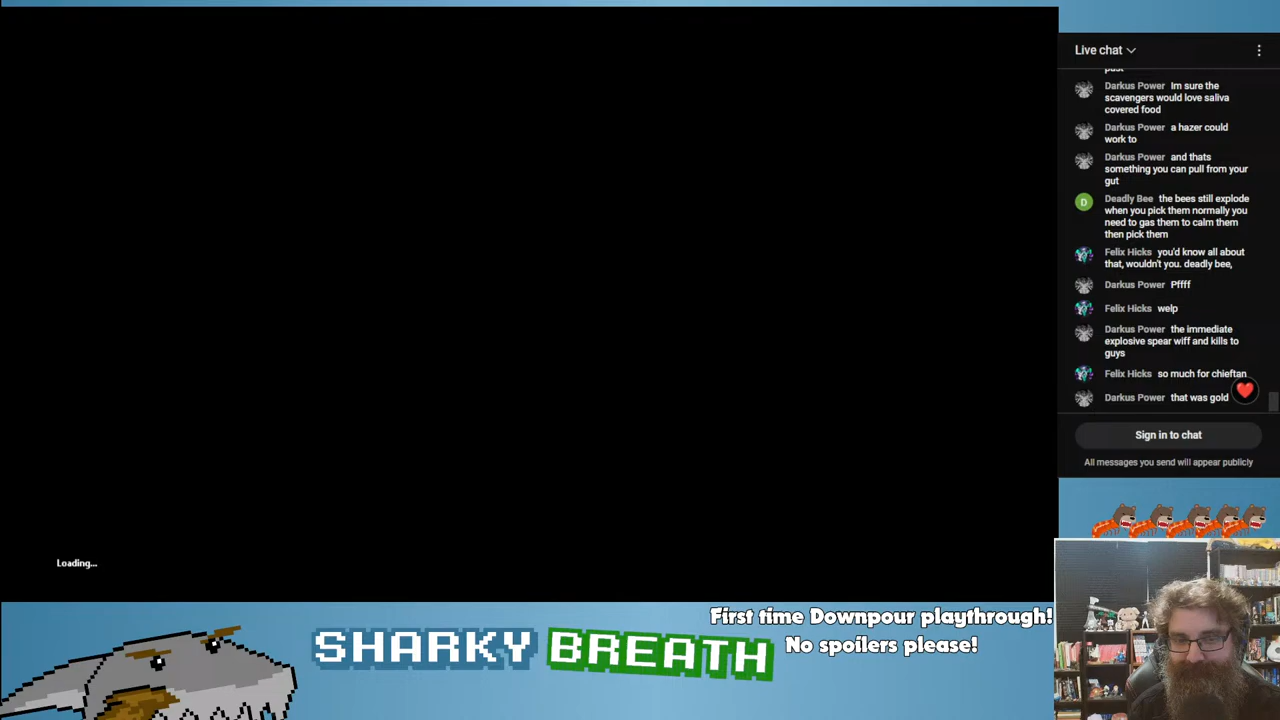 Live chat
past
Darkus Power Im sure the
scavengers would love saliva
covered food
Darkus Power a hazer could
work to
Darkus Power and thats
something you can pull from your
gut
D
Deadly Bee the bees still explode
when you pick them normally you
need to gas them to calm them
then pick them
Felix Hicks you'd know all about
that, wouldn't you. deadly bee,
Darkus Power Pffff
Felix Hicks welp
Darkus Power the immediate
explosive spear wiff and kills to
guys
Felix Hicks so much for chieftan
Darkus Power that was gold
Sign in to chat
All messages you send will appear publicly
Loading...
First time Downpour playthrough!
No spoilers please!
SHARKY BREATH